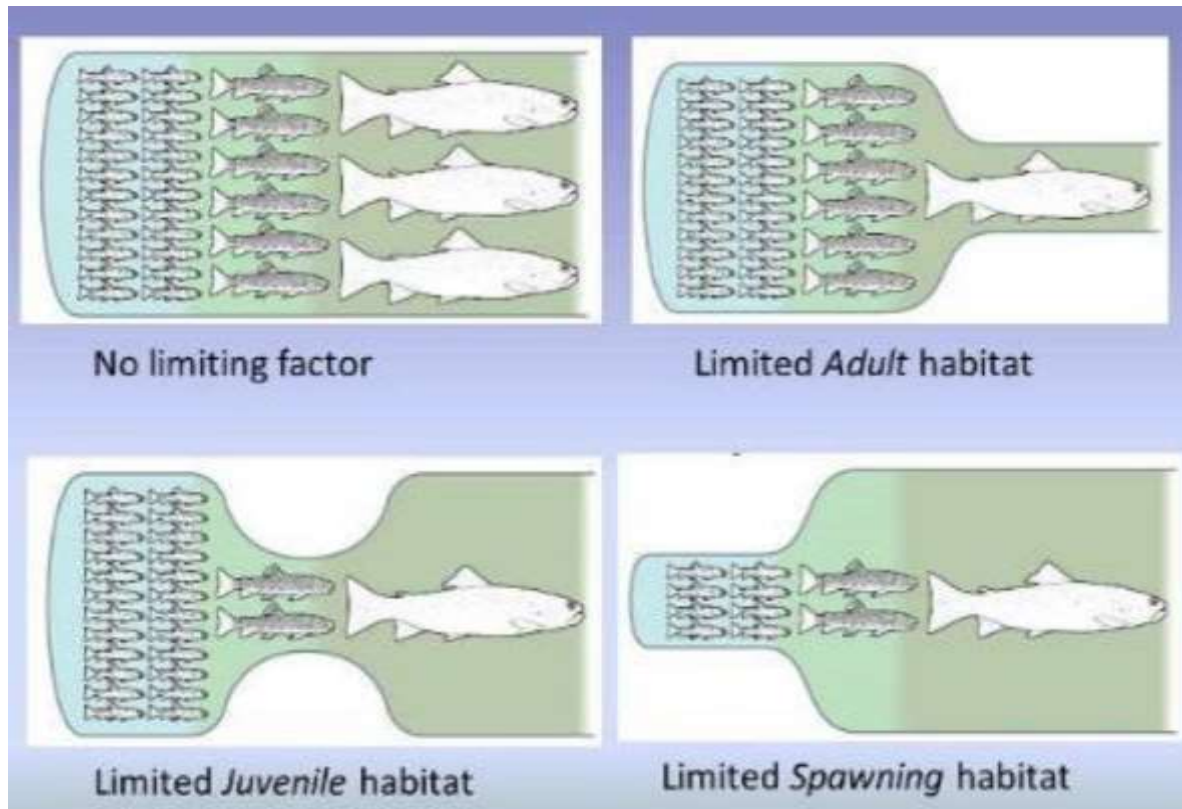 No limiting factor
Limited Adult habitat
Limited Juvenile habitat
Limited Spawning habitat